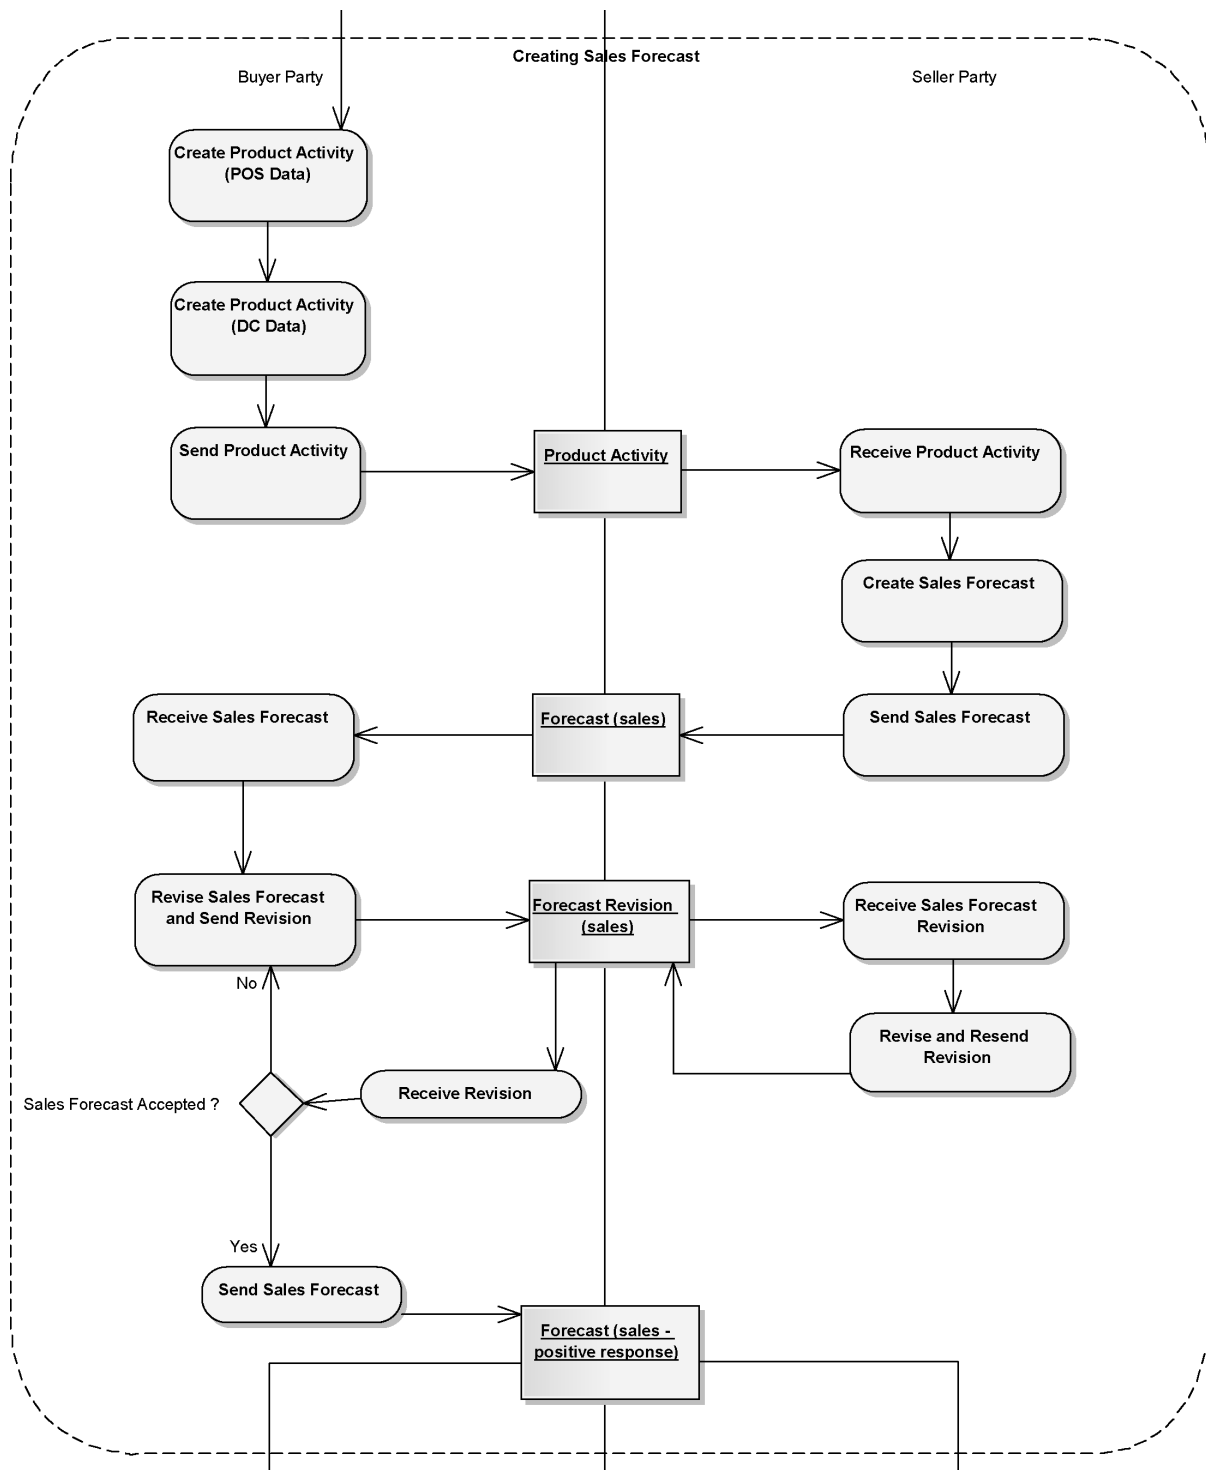 Creating Sales Forecast
Buyer Party
Seller Party
Create Product Activity
(POS Data)
Create Product Activity
(DC Data)
Send Product Activity
Product Activity
Receive Product Activity
Create Sales Forecast
Receive Sales Forecast
Forecast (sales)
Send Sales Forecast
Revise Sales Forecast
and Send Revision
Forecast Revision
(sales)
Receive Sales Forecast
Revision
No
Revise and Resend
Revision
Sales Forecast Accepted ?
Receive Revision
Yes
Send Sales Forecast
Forecast (sales -
positive response)